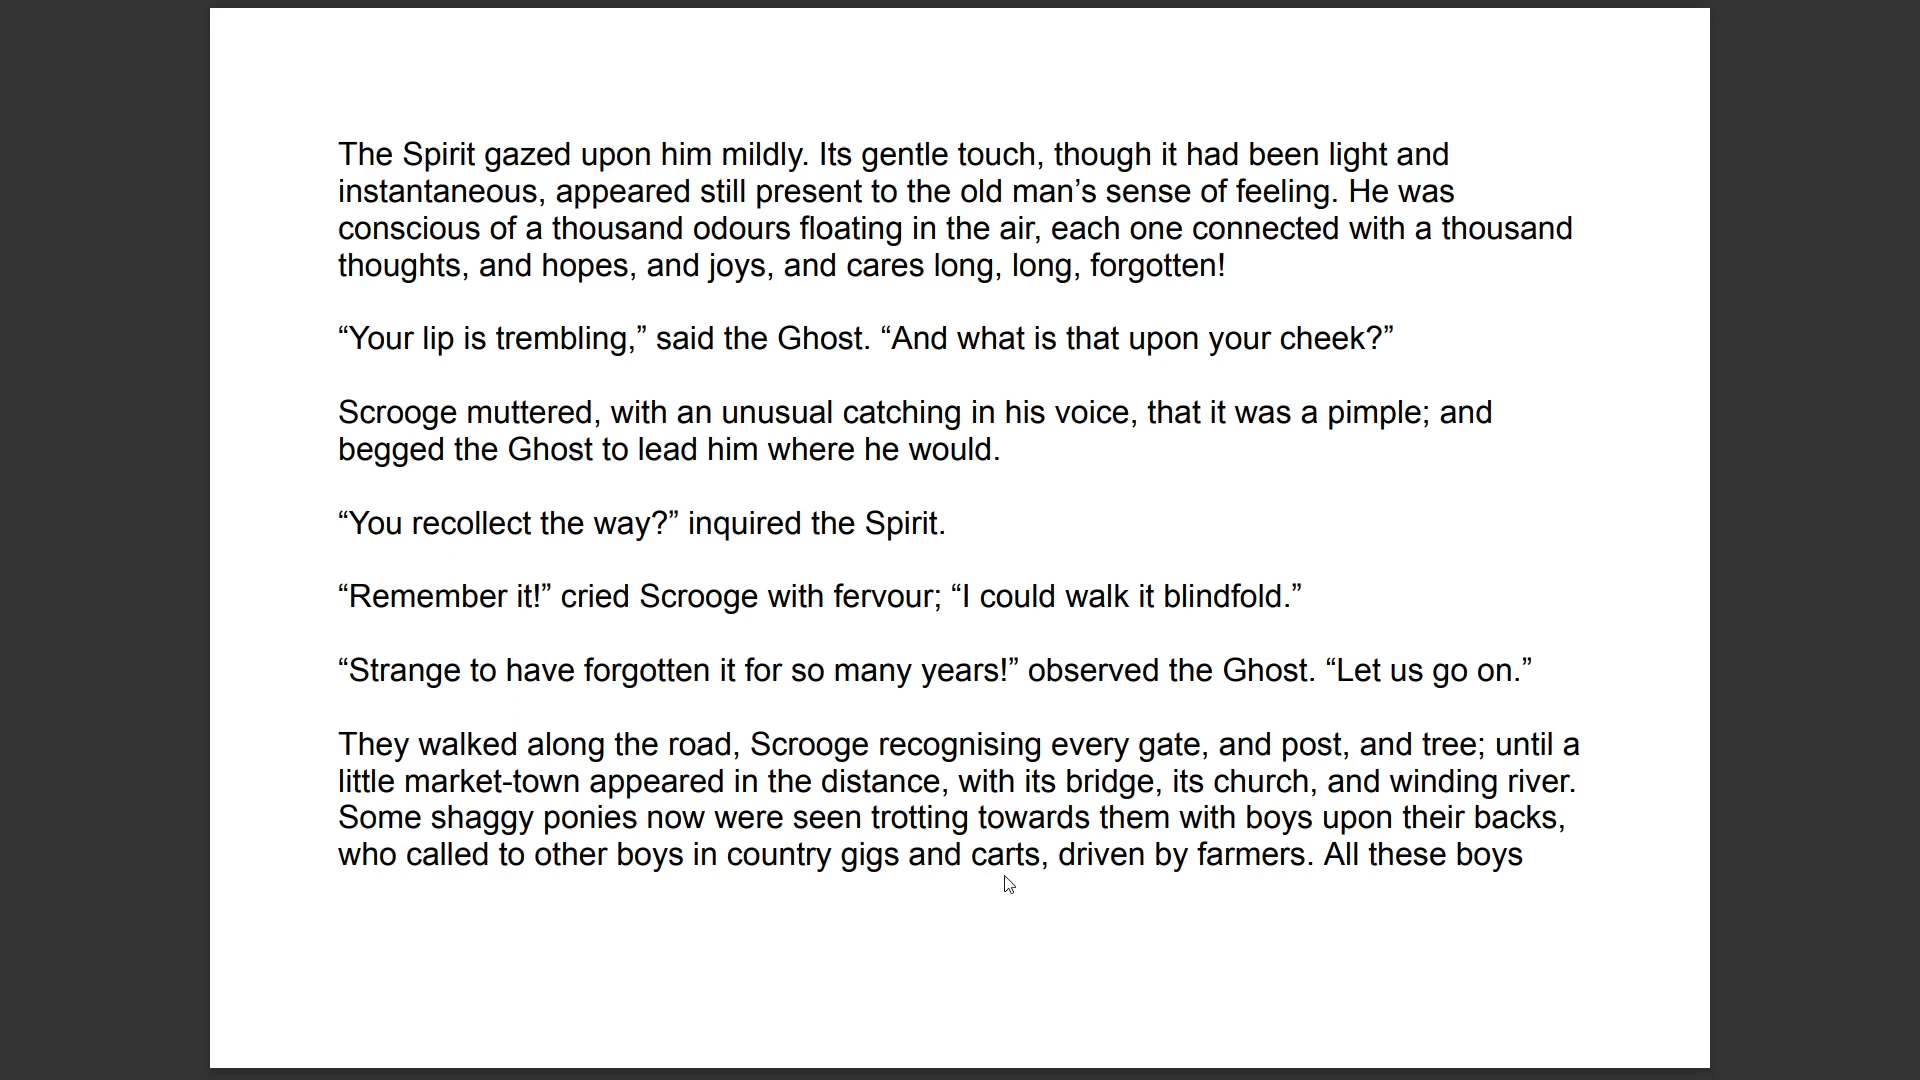 The Spirit gazed upon him mildly. Its gentle touch, though it had been light and
instantaneous, appeared still present to the old man’s sense of feeling. He was
conscious of a thousand odours floating in the air, each one connected with a thousand
thoughts, and hopes, and joys, and cares long, long, forgotten!
“Your lip is trembling,” said the Ghost. “And what is that upon your cheek?”
Scrooge muttered, with an unusual catching in his voice, that it was a pimple; and
begged the Ghost to lead him where he would.
“You recollect the way?” inquired the Spirit.
“Remember it!” cried Scrooge with fervour; “I could walk it blindfold.”
“Strange to have forgotten it for so many years!” observed the Ghost. “Let us go on.”
They walked along the road, Scrooge recognising every gate, and post, and tree; until a
little market-town appeared in the distance, with its bridge, its church, and winding river.
Some shaggy ponies now were seen trotting towards them with boys upon their backs,
who called to other boys in country gigs and carts, driven by farmers. All these boys